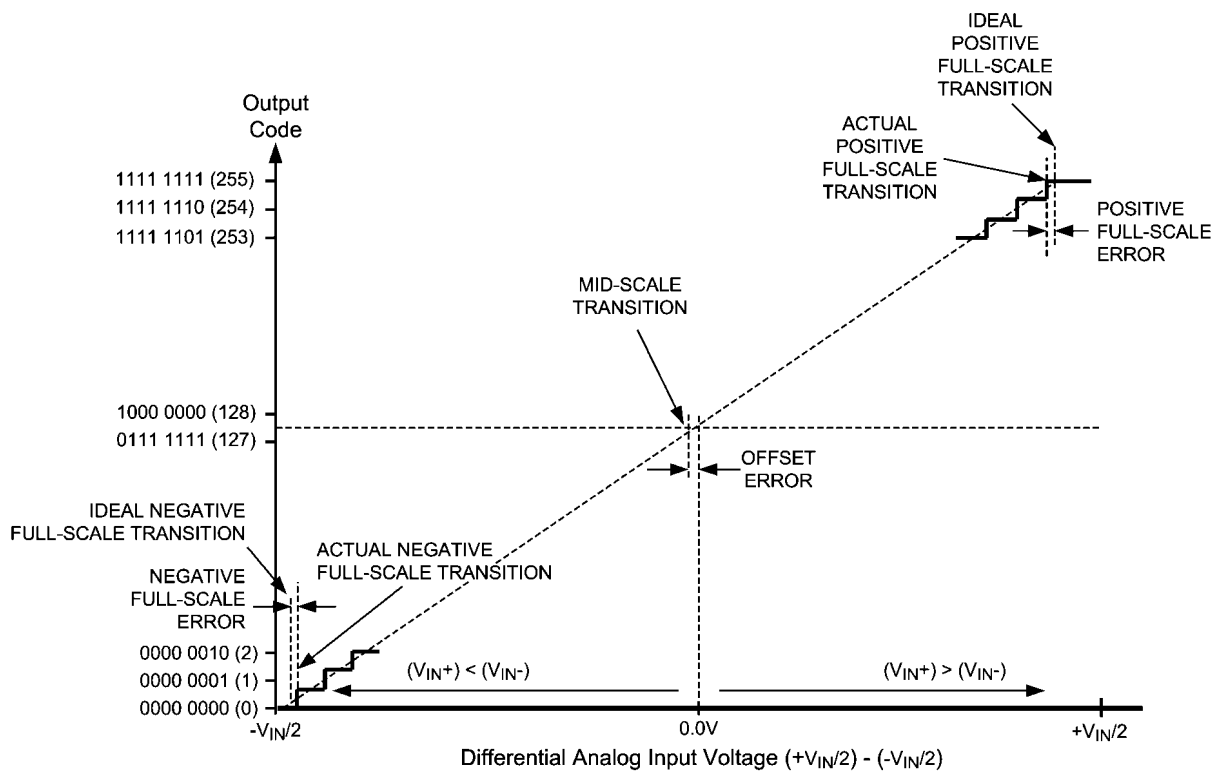 IDEAL
POSITIVE
FULL-SCALE
TRANSITION
Output
Code
ACTUAL
POSITIVE
FULL-SCALE
TRANSITION
1111 1111 (255)
1111 1110 (254)
1111 1101 (253)
POSITIVE
FULL-SCALE
ERROR
MID-SCALE
TRANSITION
1000 0000 (128)
0111 1111 (127)
OFFSET
ERROR
IDEAL NEGATIVE
FULL-SCALE TRANSITION
ACTUAL NEGATIVE
FULL-SCALE TRANSITION
NEGATIVE
FULL-SCALE
ERROR
0000 0010 (2)
0000 0001 (1)
0000 0000 (0)
(VIN+) < (VIN-)
(VIN+) > (VIN-)
-VIN/2
0.0V
+VIN/2
Differential Analog Input Voltage (+VIN/2) - (-VIN/2)